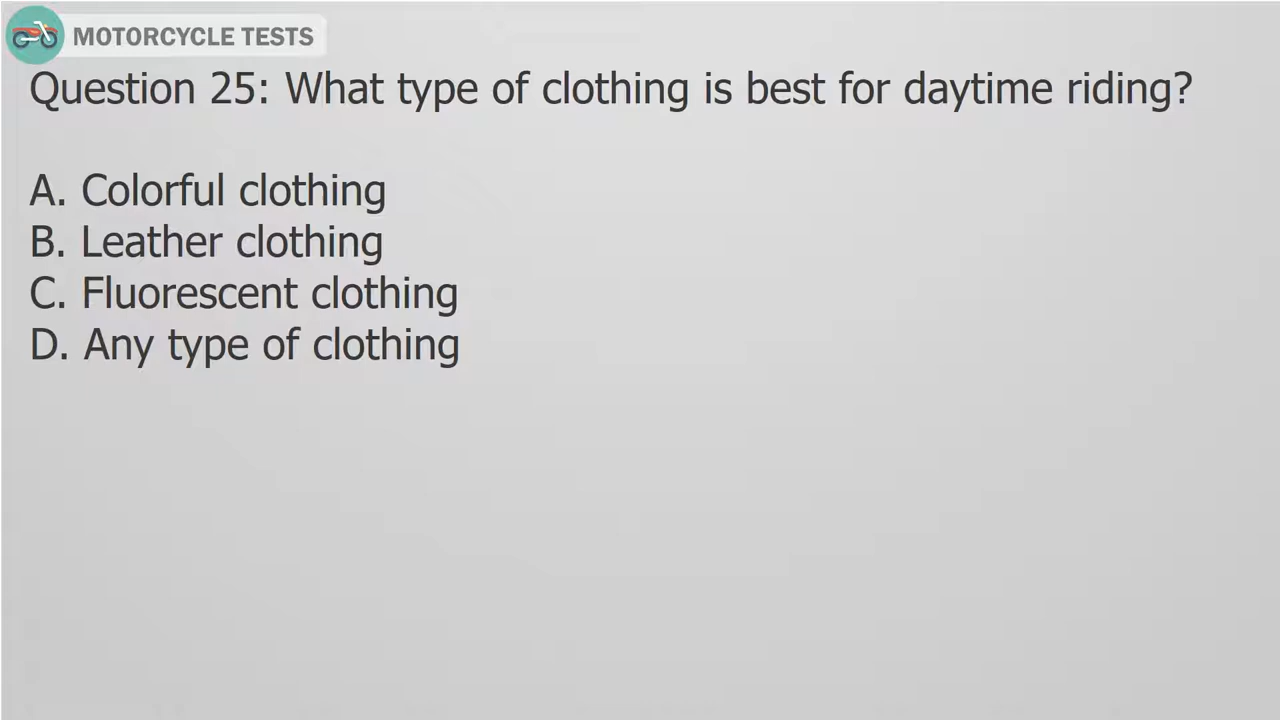 MOTORCYCLE TESTS
Question 25: What type of clothing is best for daytime riding?
A. Colorful clothing
B. Leather clothing
C. Fluorescent clothing
D. Any type of clothing